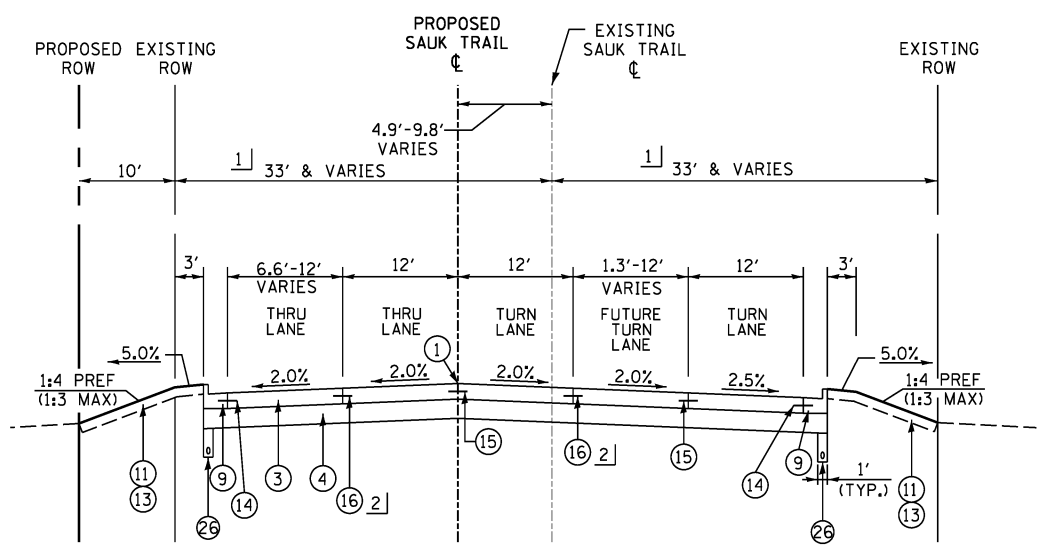 PROPOSED
SAUK TRAIL
℄
EXISTING
SAUK TRAIL
℄
PROPOSED
ROW
EXISTING
ROW
EXISTING
ROW
4.9'-9.8'
VARIES
10'
1
33' & VARIES
1
33' & VARIES
3'
6.6'-12'
VARIES
12'
12'
1.3'-12'
VARIES
12'
3'
THRU
LANE
THRU
LANE
TURN
LANE
FUTURE
TURN
LANE
TURN
LANE
5.0%
1:4 PREF
(1:3 MAX)
2.0%
2.0%
1
2.0%
2.0%
2.5%
5.0%
1:4 PREF
(1:3 MAX)
11
13
26
9
14
3
4
16
2
15
16
2
15
14
9
26
1'
(TYP.)
11
13